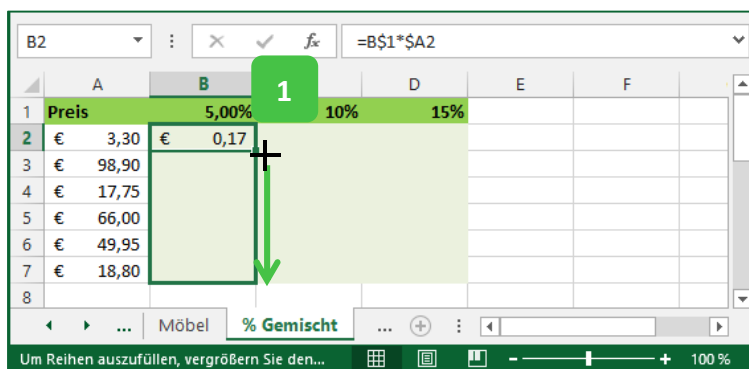 B2 fx =B$1*$A2
A B D E F
1
1 Preis 5,00% 10% 15%
2 € 3,30 € 0,17
3 € 98,90
4 € 17,75
5 € 66,00
6 € 49,95
7 € 18,80
8
... Möbel % Gemischt ...
Um Reihen auszufüllen, vergrößern Sie den... 100 %